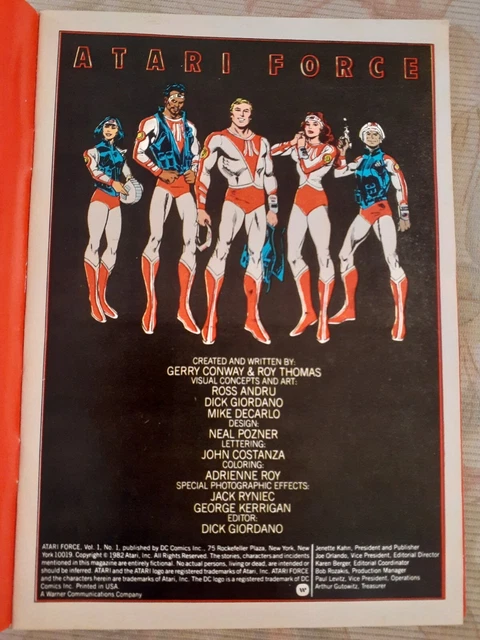 ATARI FORCE
CREATED AND WRITTEN BY:
GERRY CONWAY & ROY THOMAS
VISUAL CONCEPTS AND ART:
ROSS ANDRU
DICK GIORDANO
MIKE DECARLO
DESIGN:
NEAL POZNER
LETTERING:
JOHN COSTANZA
COLORING:
ADRIENNE ROY
SPECIAL PHOTOGRAPHIC EFFECTS:
JACK RYNIEC
GEORGE KERRIGAN
EDITOR:
DICK GIORDANO
ATARI FORCE, Vol. 1, No. 1, published by DC Comics Inc., 75 Rockefeller Plaza, New York, New
York 10019. Copyright © 1982 Atari, Inc. All Rights Reserved. The stories, characters and incidents
mentioned in this magazine are entirely fictional. No actual persons, living or dead, are intended or
should be inferred. ATARI and the ATARI logo are registered trademarks of Atari, Inc. ATARI FORCE
and the characters herein are trademarks of Atari, Inc. The DC logo is a registered trademark of DC
Comics Inc. Printed in USA
A Warner Communications Company
Jenette Kahn, President and Publisher
Joe Orlando, Vice President, Editorial Director
Karen Berger, Editorial Coordinator
Bob Rozakis, Production Manager
Paul Levitz, Vice President, Operations
Arthur Gutowitz, Treasurer